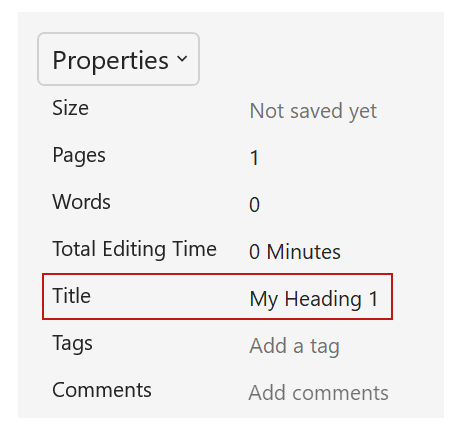 Properties
Size Not saved yet
Pages 1
Words 0
Total Editing Time 0 Minutes
Title My Heading 1
Tags Add a tag
Comments Add comments